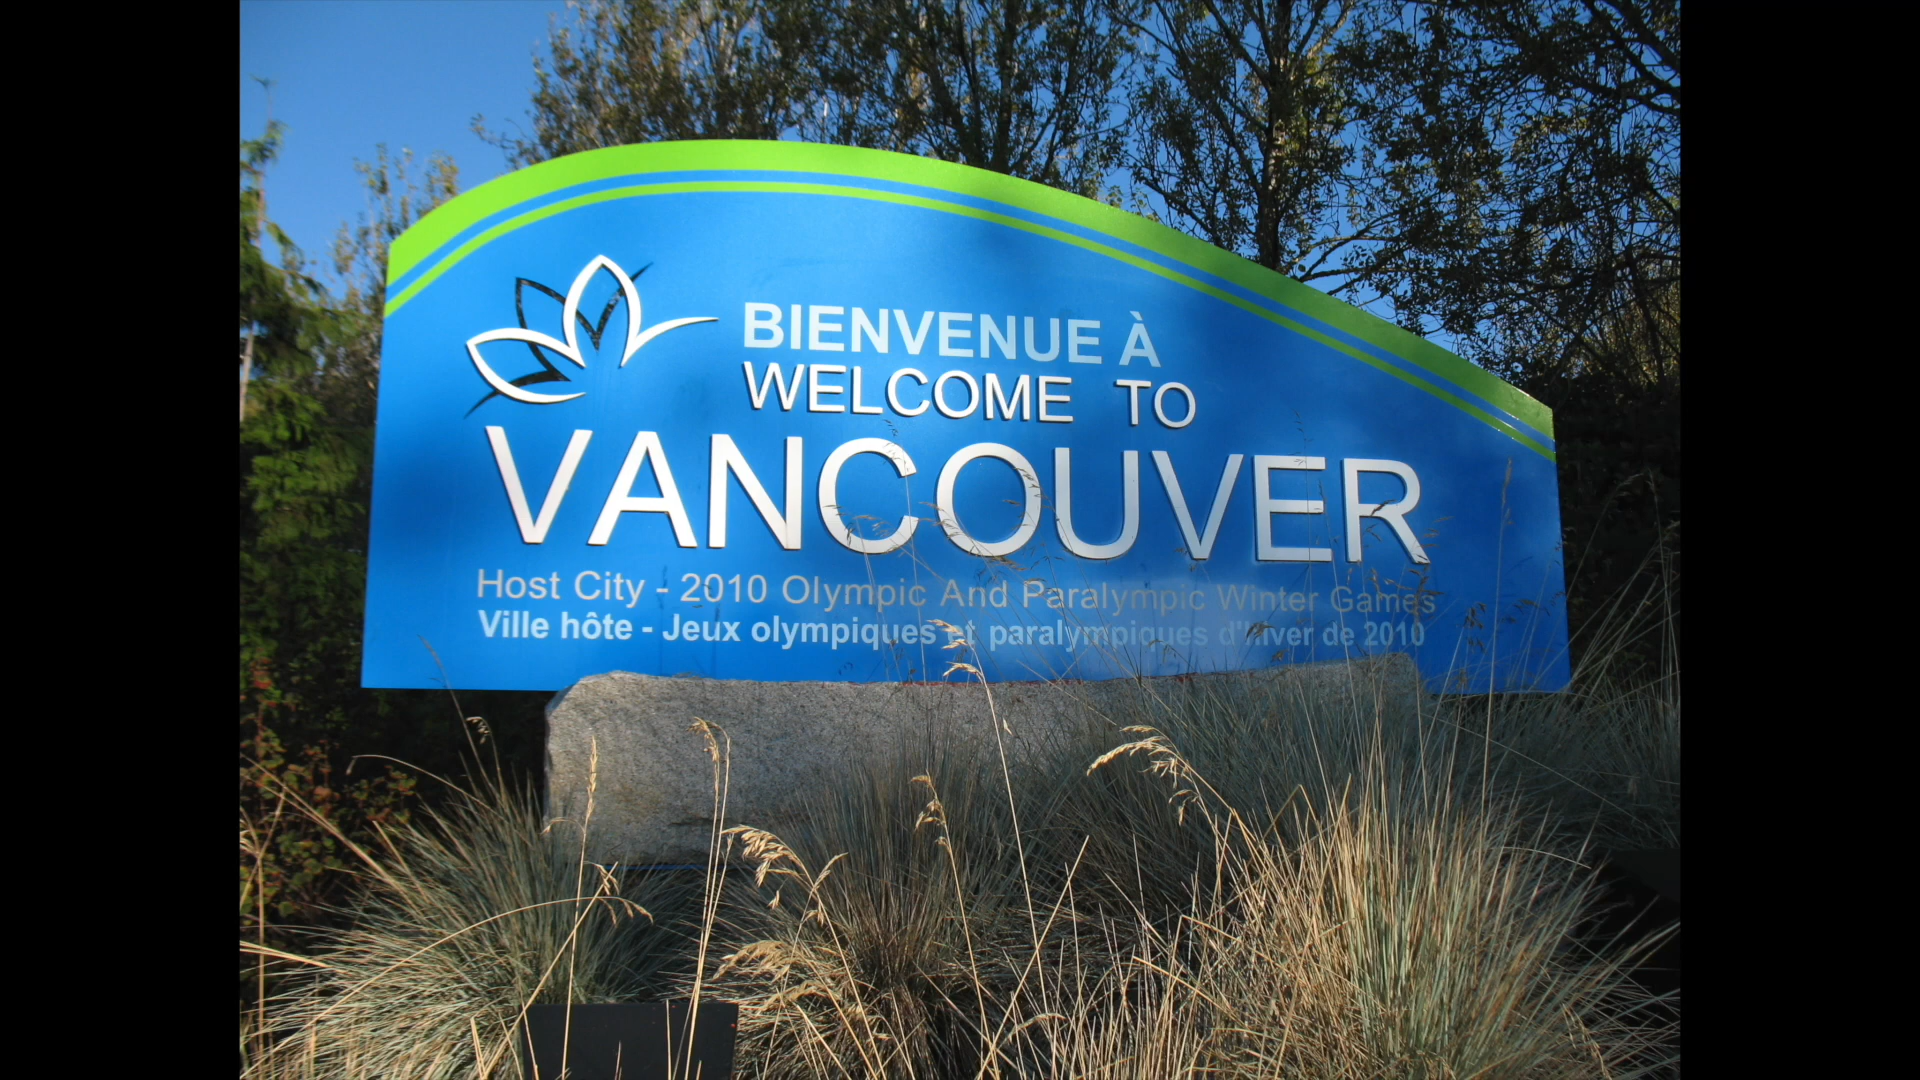 BIENVENUE À
WELCOME TO
VANCOUVER
Host City - 2010 Olympic And Paralympic Winter Games
Ville hôte - Jeux olympiques et paralympiques d'hiver de 2010